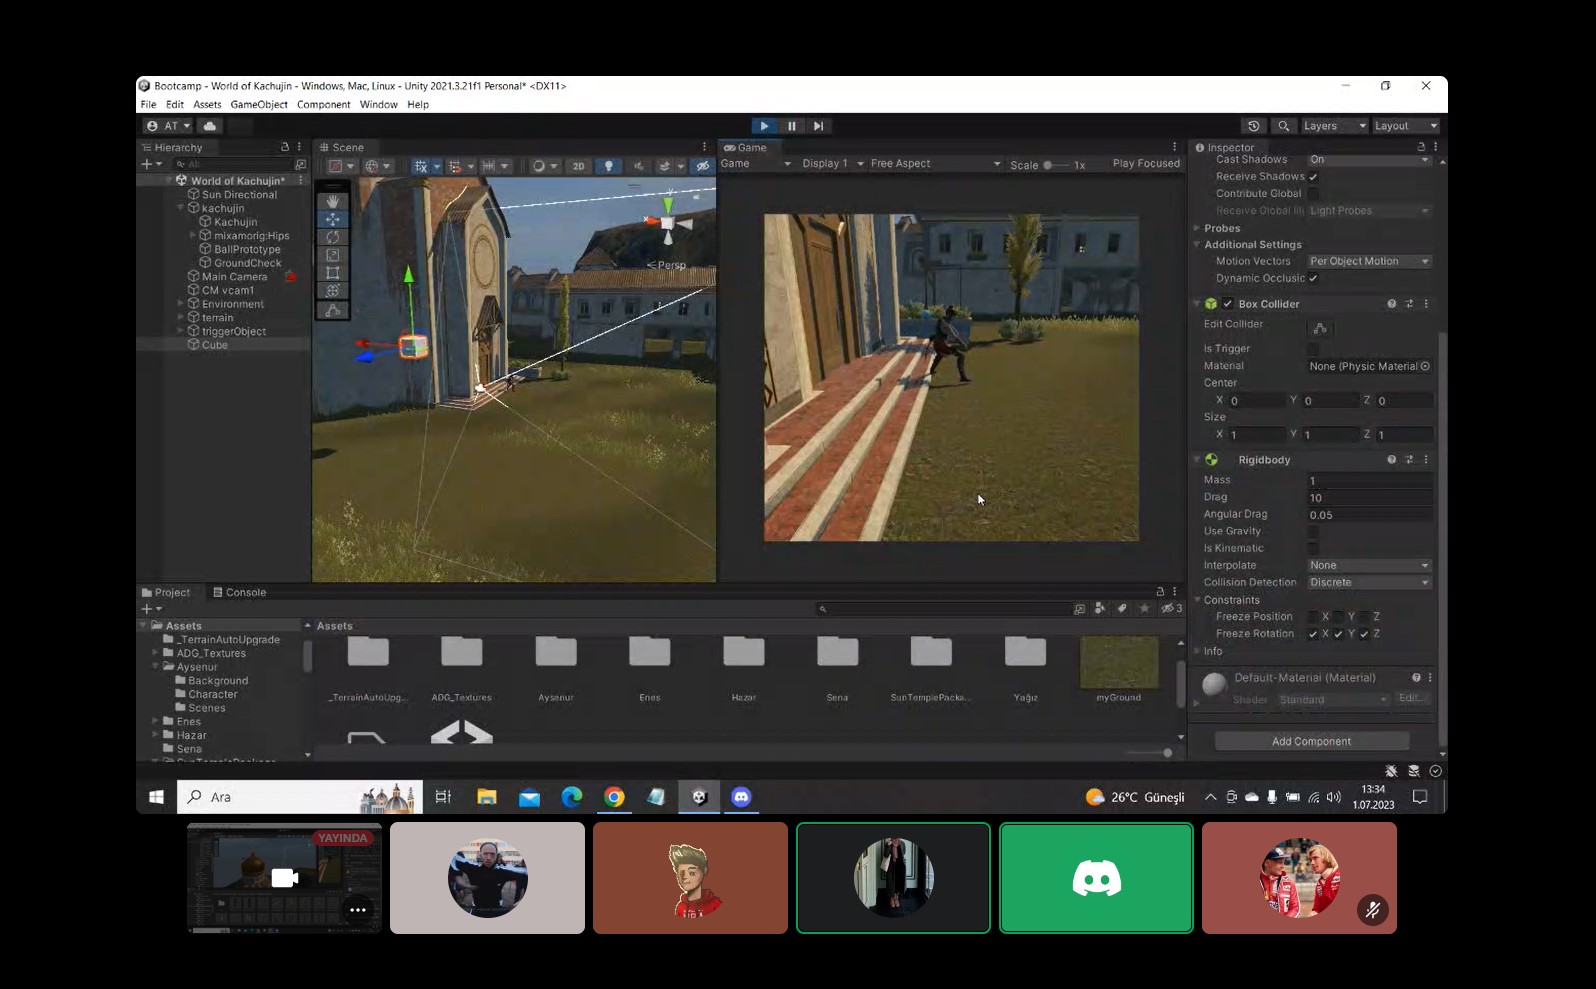 Bootcamp - World of Kachujin - Windows, Mac, Linux - Unity 2021.3.21f1 Personal* <DX11>
File Edit Assets GameObject Component Window Help
AT Layers Layout
Hierarchy
All
World of Kachujin*
Sun Directional
kachujin
Kachujin
mixamorig:Hips
BallPrototype
GroundCheck
Main Camera
CM vcam1
Environment
terrain
triggerObject
Cube
Scene
2D
Persp
Game
Game Display 1 Free Aspect Scale 1x Play Focused
Inspector
Cast Shadows On
Receive Shadows
Contribute Global
Receive Global Ill Light Probes
Probes
Additional Settings
Motion Vectors Per Object Motion
Dynamic Occlusic
Box Collider
Edit Collider
Is Trigger
Material None (Physic Material
Center
X 0 Y 0 Z 0
Size
X 1 Y 1 Z 1
Rigidbody
Mass 1
Drag 10
Angular Drag 0.05
Use Gravity
Is Kinematic
Interpolate None
Collision Detection Discrete
Constraints
Freeze Position X Y Z
Freeze Rotation X Y Z
Info
Default-Material (Material)
Shader Standard Edit...
Add Component
Project Console
3
Assets
_TerrainAutoUpgrade
ADG_Textures
Aysenur
Background
Character
Scenes
Enes
Hazar
Sena
SunTemplePackage
Assets
_TerrainAutoUpg... ADG_Textures Aysenur Enes Hazar Sena SunTemplePacka... Yağız myGround
Ara
26°C Güneşli
13:34
1.07.2023
YAYINDA